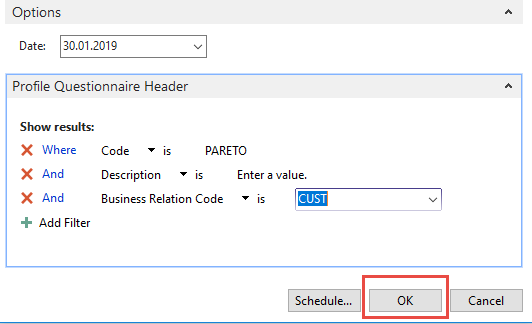 Options
Date: 30.01.2019
Profile Questionnaire Header
Show results:
Where Code is PARETO
And Description is Enter a value.
And Business Relation Code is CUST
Add Filter
Schedule... OK Cancel